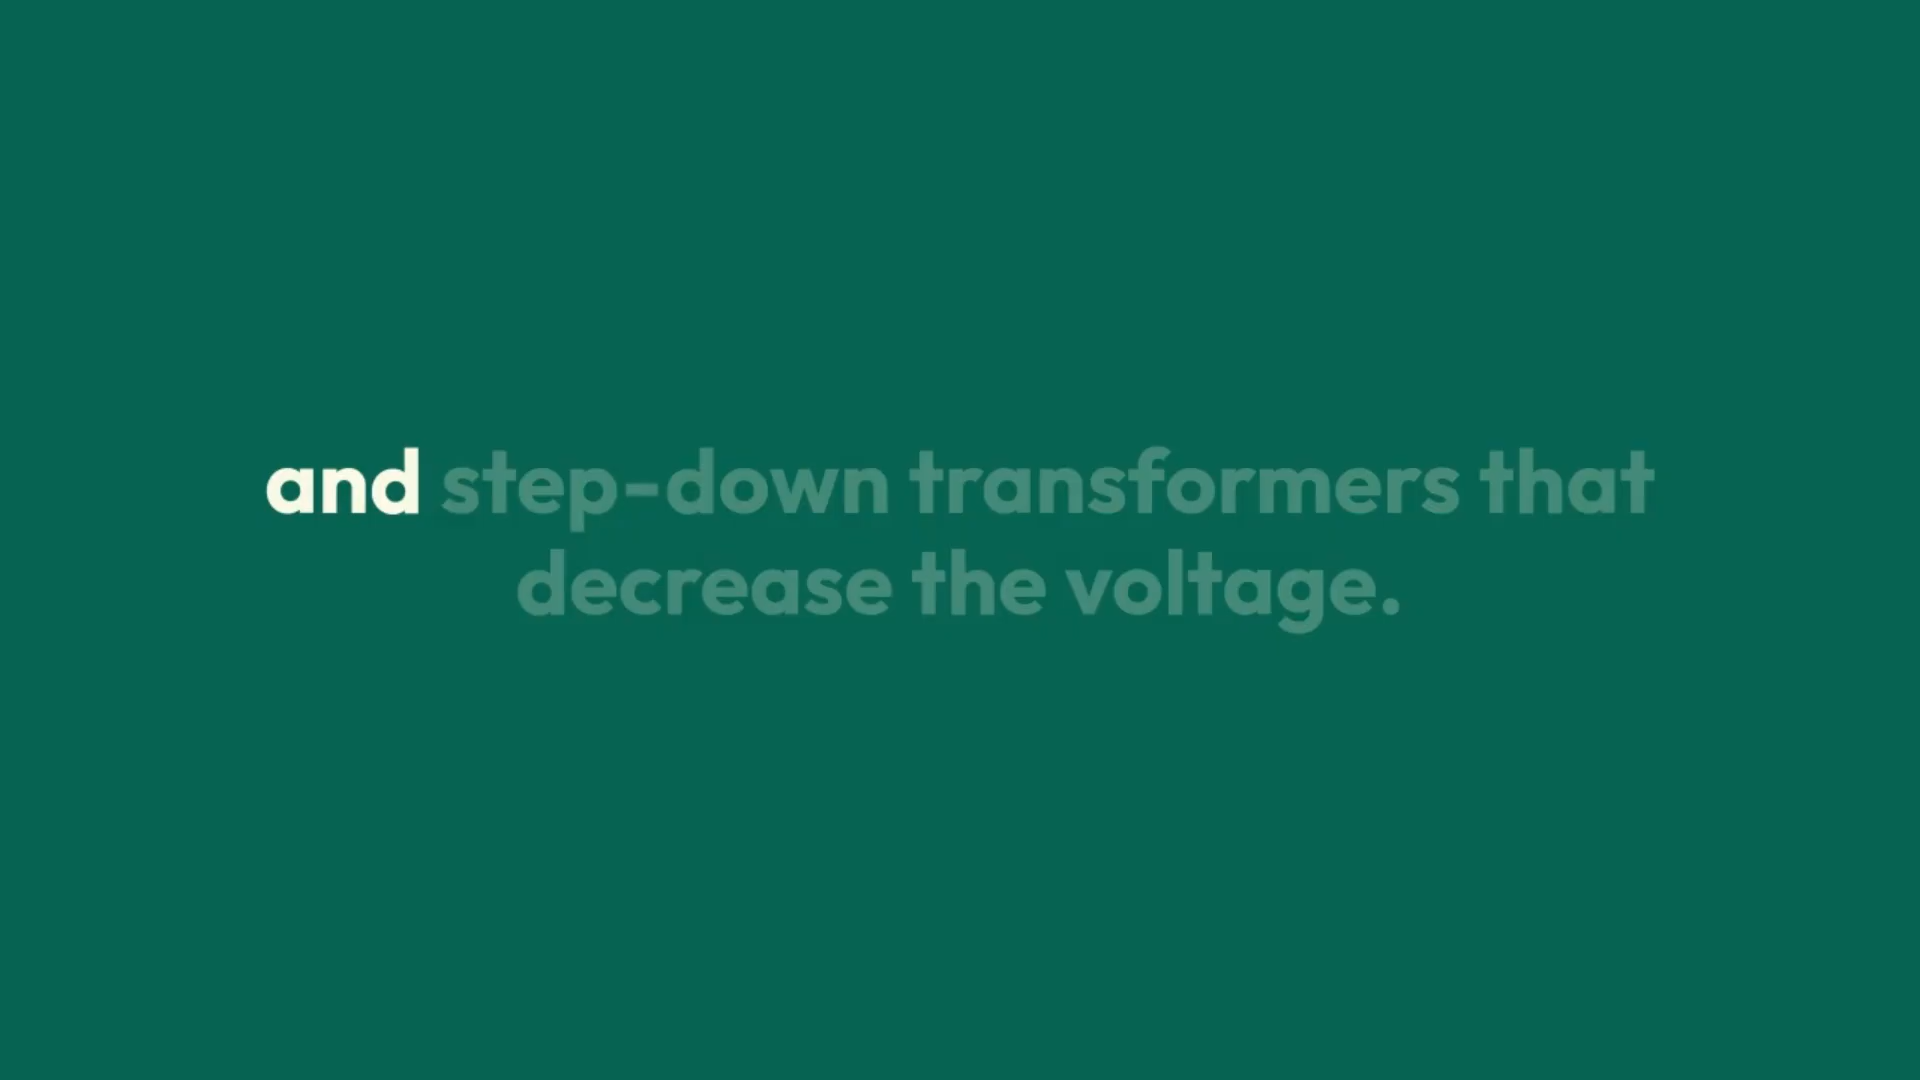 and step-down transformers that
decrease the voltage.